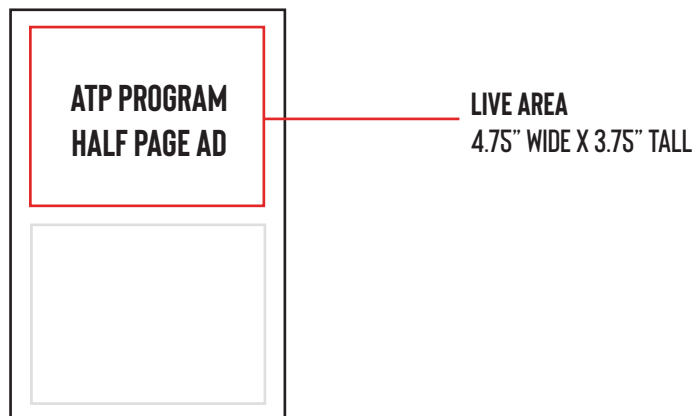 ATP PROGRAM
HALF PAGE AD
LIVE AREA
4.75” WIDE X 3.75” TALL